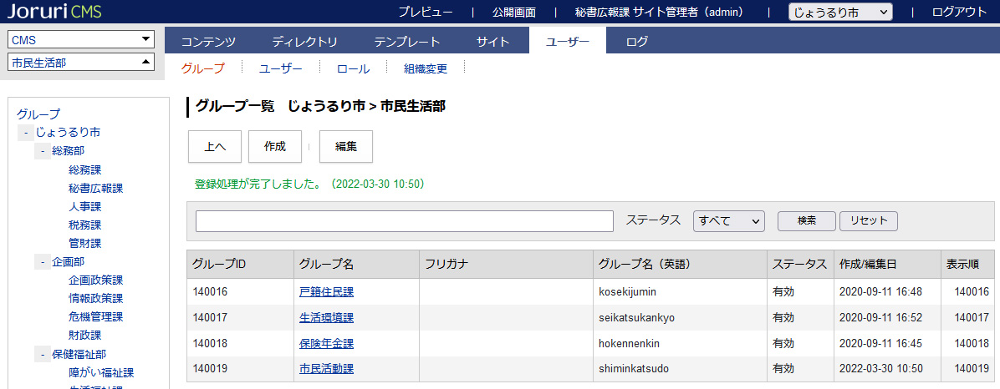 Joruri CMS プレビュー | 公開画面 | 秘書広報課 サイト管理者（admin） | じょうるり市 | ログアウト
CMS
市民生活部
コンテンツ ディレクトリ テンプレート サイト ユーザー ログ
グループ ユーザー ロール 組織変更
グループ
- じょうるり市
- 総務部
総務課
秘書広報課
人事課
税務課
管財課
- 企画部
企画政策課
情報政策課
危機管理課
財政課
- 保健福祉部
障がい福祉課
グループ一覧 じょうるり市 > 市民生活部
上へ 作成 | 編集
登録処理が完了しました。（2022-03-30 10:50）
ステータス すべて 検索 リセット
グループID グループ名 フリガナ グループ名（英語） ステータス 作成/編集日 表示順
140016 戸籍住民課 kosekijumin 有効 2020-09-11 16:48 140016
140017 生活環境課 seikatsukankyo 有効 2020-09-11 16:52 140017
140018 保険年金課 hokennenkin 有効 2020-09-11 16:45 140018
140019 市民活動課 shiminkatsudo 有効 2022-03-30 10:50 140019